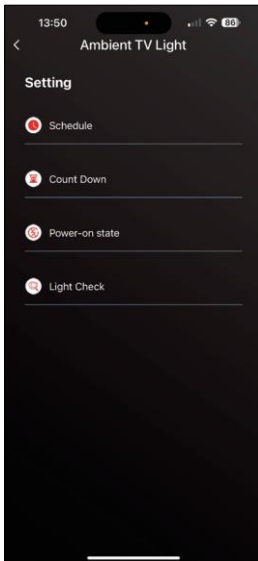 13:50
86
Ambient TV Light
Setting
Schedule
Count Down
Power-on state
Light Check